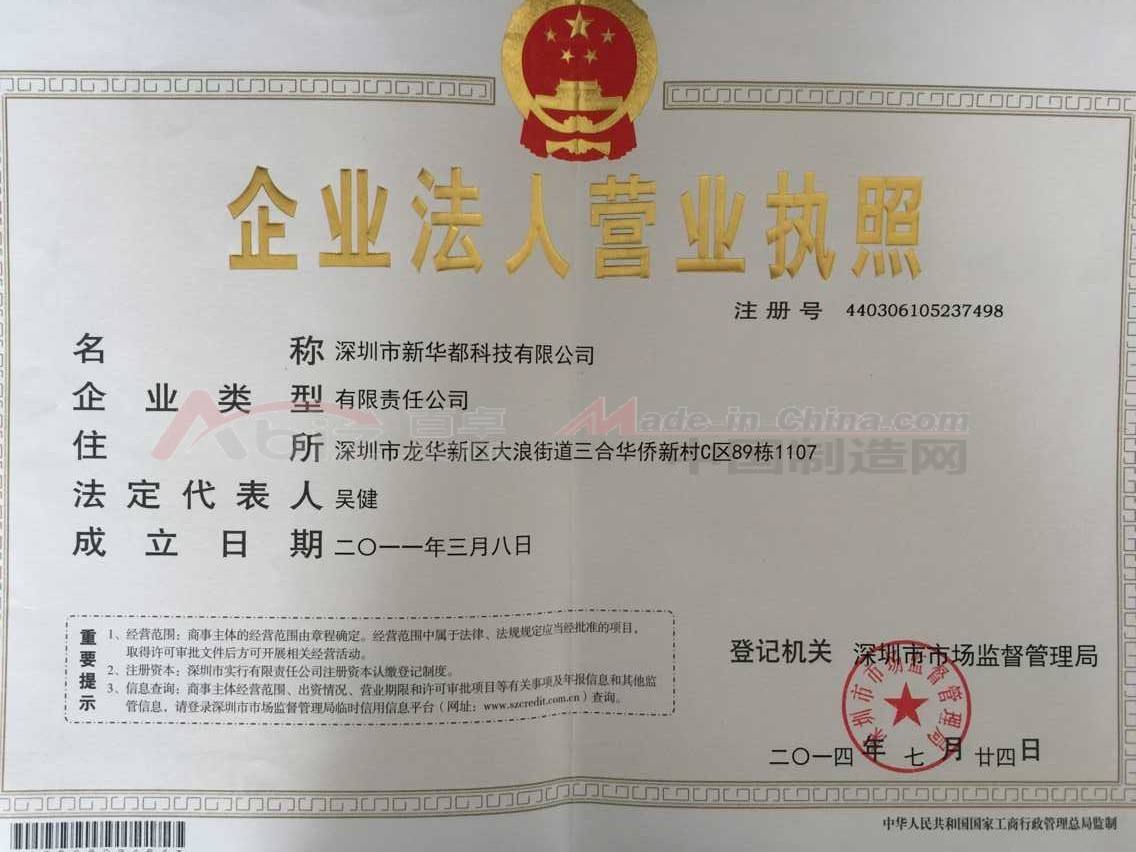 企业法人营业执照
注册号 440306105237498
名称 深圳市新华都科技有限公司
企业类型 有限责任公司
Made-in-China.com
中国制造网
住所 深圳市龙华新区大浪街道三合华侨新村C区89栋1107
法定代表人 吴健
成立日期 二〇一一年三月八日
重要提示
1、经营范围：商事主体的经营范围由章程确定。经营范围中属于法律、法规规定应当经批准的项目，
取得许可审批文件后方可开展相关经营活动。
2、注册资本：深圳市实行有限责任公司注册资本认缴登记制度。
3、信息查询：商事主体经营范围、出资情况、营业期限和许可审批项目等有关事项及年报信息和其他监
管信息，请登录深圳市市场监督管理局临时信用信息平台（网址：www.szcredit.com.cn）查询。
登记机关 深圳市市场监督管理局
深圳市市场监督管理局
二〇一四年七月廿四日
中华人民共和国国家工商行政管理总局监制